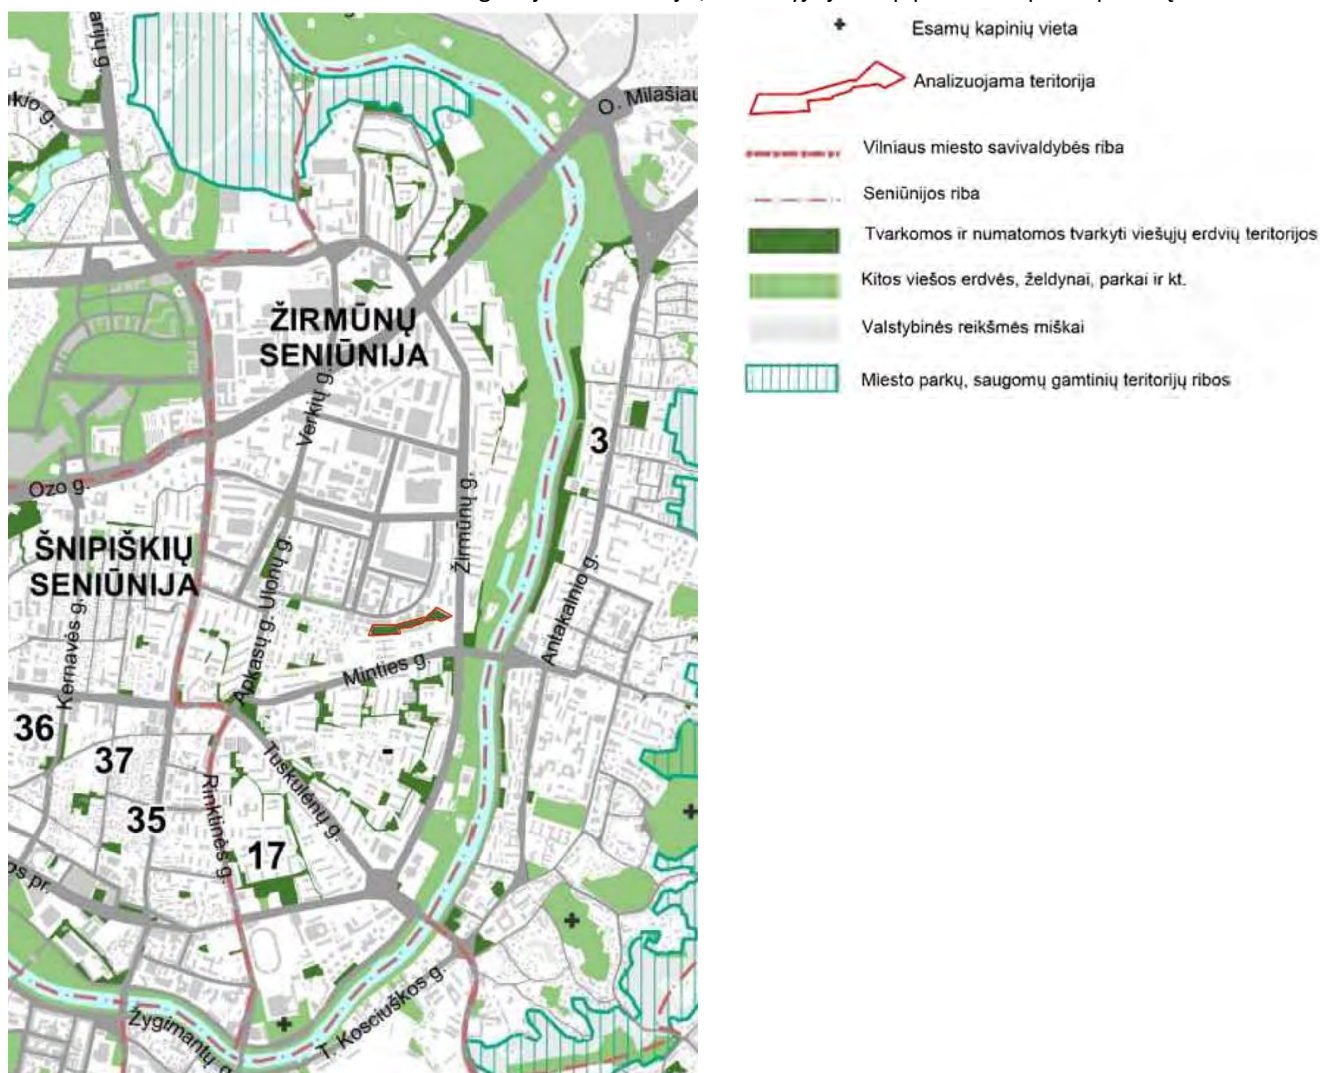 Esamų kapinių vieta
Analizuojama teritorija
Vilniaus miesto savivaldybės riba
Seniūnijos riba
Tvarkomos ir numatomos tvarkyti viešųjų erdvių teritorijos
Kitos viešos erdvės, želdynai, parkai ir kt.
Valstybinės reikšmės miškai
Miesto parkų, saugomų gamtinių teritorijų ribos
O. Milašiau
ŽIRMŪNŲ
SENIŪNIJA
Verkių g.
3
Ozo g.
Žirmūnų g.
ŠNIPIŠKIŲ
SENIŪNIJA
Ulonų g.
Antakalnio g.
Kernavės g.
Apkasų g.
Minties g.
36
37
35
Rinktinės g.
Tuskulėnų g.
17
os pr.
Žygimantų g.
T. Kosciuškos g.